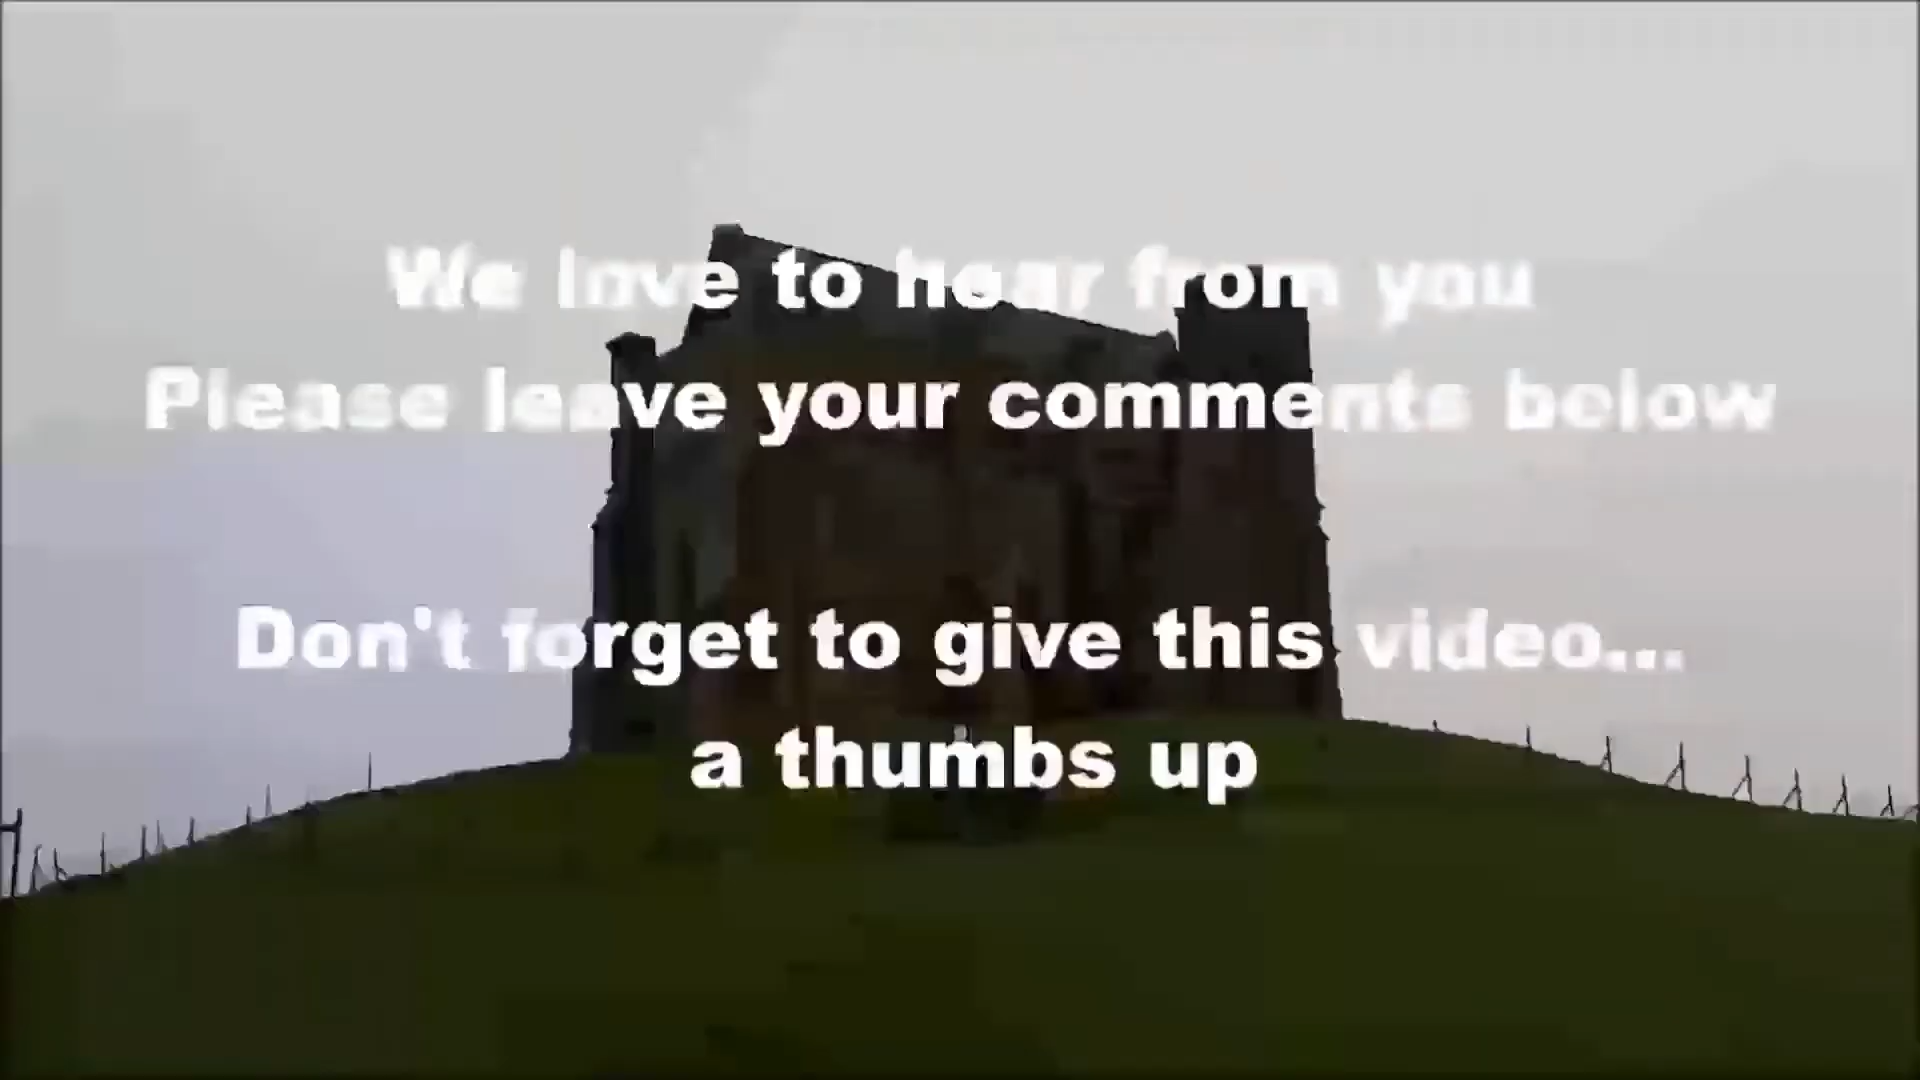 We love to hear from you
Please leave your comments below
Don't forget to give this video...
a thumbs up